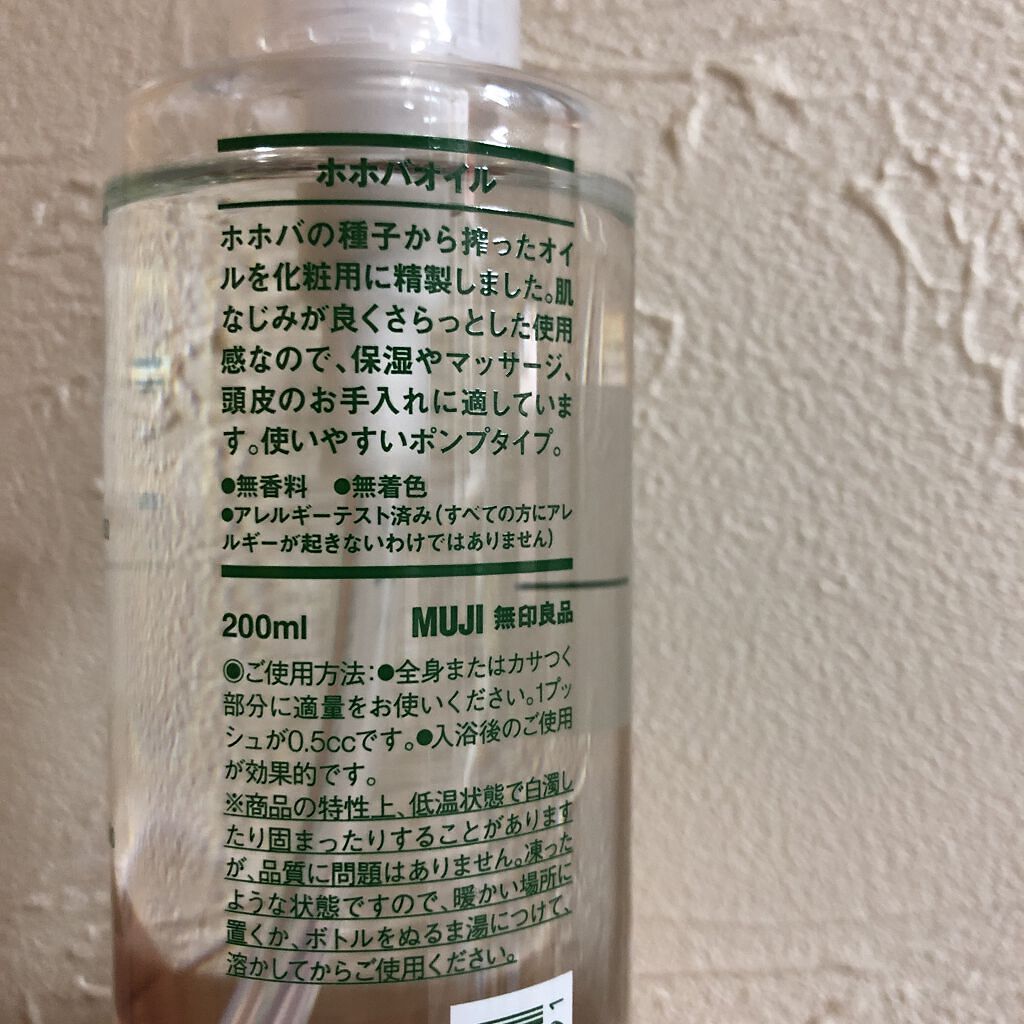 ホホバオイル
ホホバの種子から搾ったオイ
ルを化粧用に精製しました。肌
なじみが良くさらっとした使用
感なので、保湿やマッサージ、
頭皮のお手入れに適していま
す。使いやすいポンプタイプ。
●無香料 ●無着色
●アレルギーテスト済み(すべての方にアレ
ルギーが起きないわけではありません)
200ml MUJI 無印良品
◉ご使用方法:●全身またはカサつく
部分に適量をお使いください。1プッ
シュが0.5ccです。●入浴後のご使用
が効果的です。
※商品の特性上、低温状態で白濁し
たり固まったりすることがあります
が、品質に問題はありません。凍った
ような状態ですので、暖かい場所に
置くか、ボトルをぬるま湯につけて、
溶かしてからご使用ください。